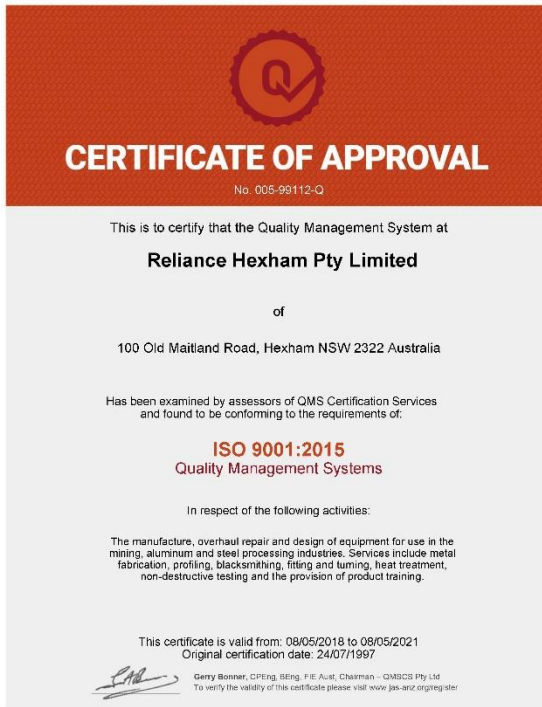 Q
CERTIFICATE OF APPROVAL
No. 005-99112-Q
This is to certify that the Quality Management System at
Reliance Hexham Pty Limited
of
100 Old Maitland Road, Hexham NSW 2322 Australia
Has been examined by assessors of QMS Certification Services
and found to be conforming to the requirements of:
ISO 9001:2015
Quality Management Systems
In respect of the following activities:
The manufacture, overhaul repair and design of equipment for use in the
mining, aluminum and steel processing industries. Services include metal
fabrication, profiling, blacksmithing, fitting and turning, heat treatment,
non-destructive testing and the provision of product training.
This certificate is valid from: 08/05/2018 to 08/05/2021
Original certification date: 24/07/1997
Gerry Bonner, CPEng, BEng, FIE Aust, Chairman – QMSCS Pty Ltd
To verify the validity of this certificate please visit www.jas-anz.org/register